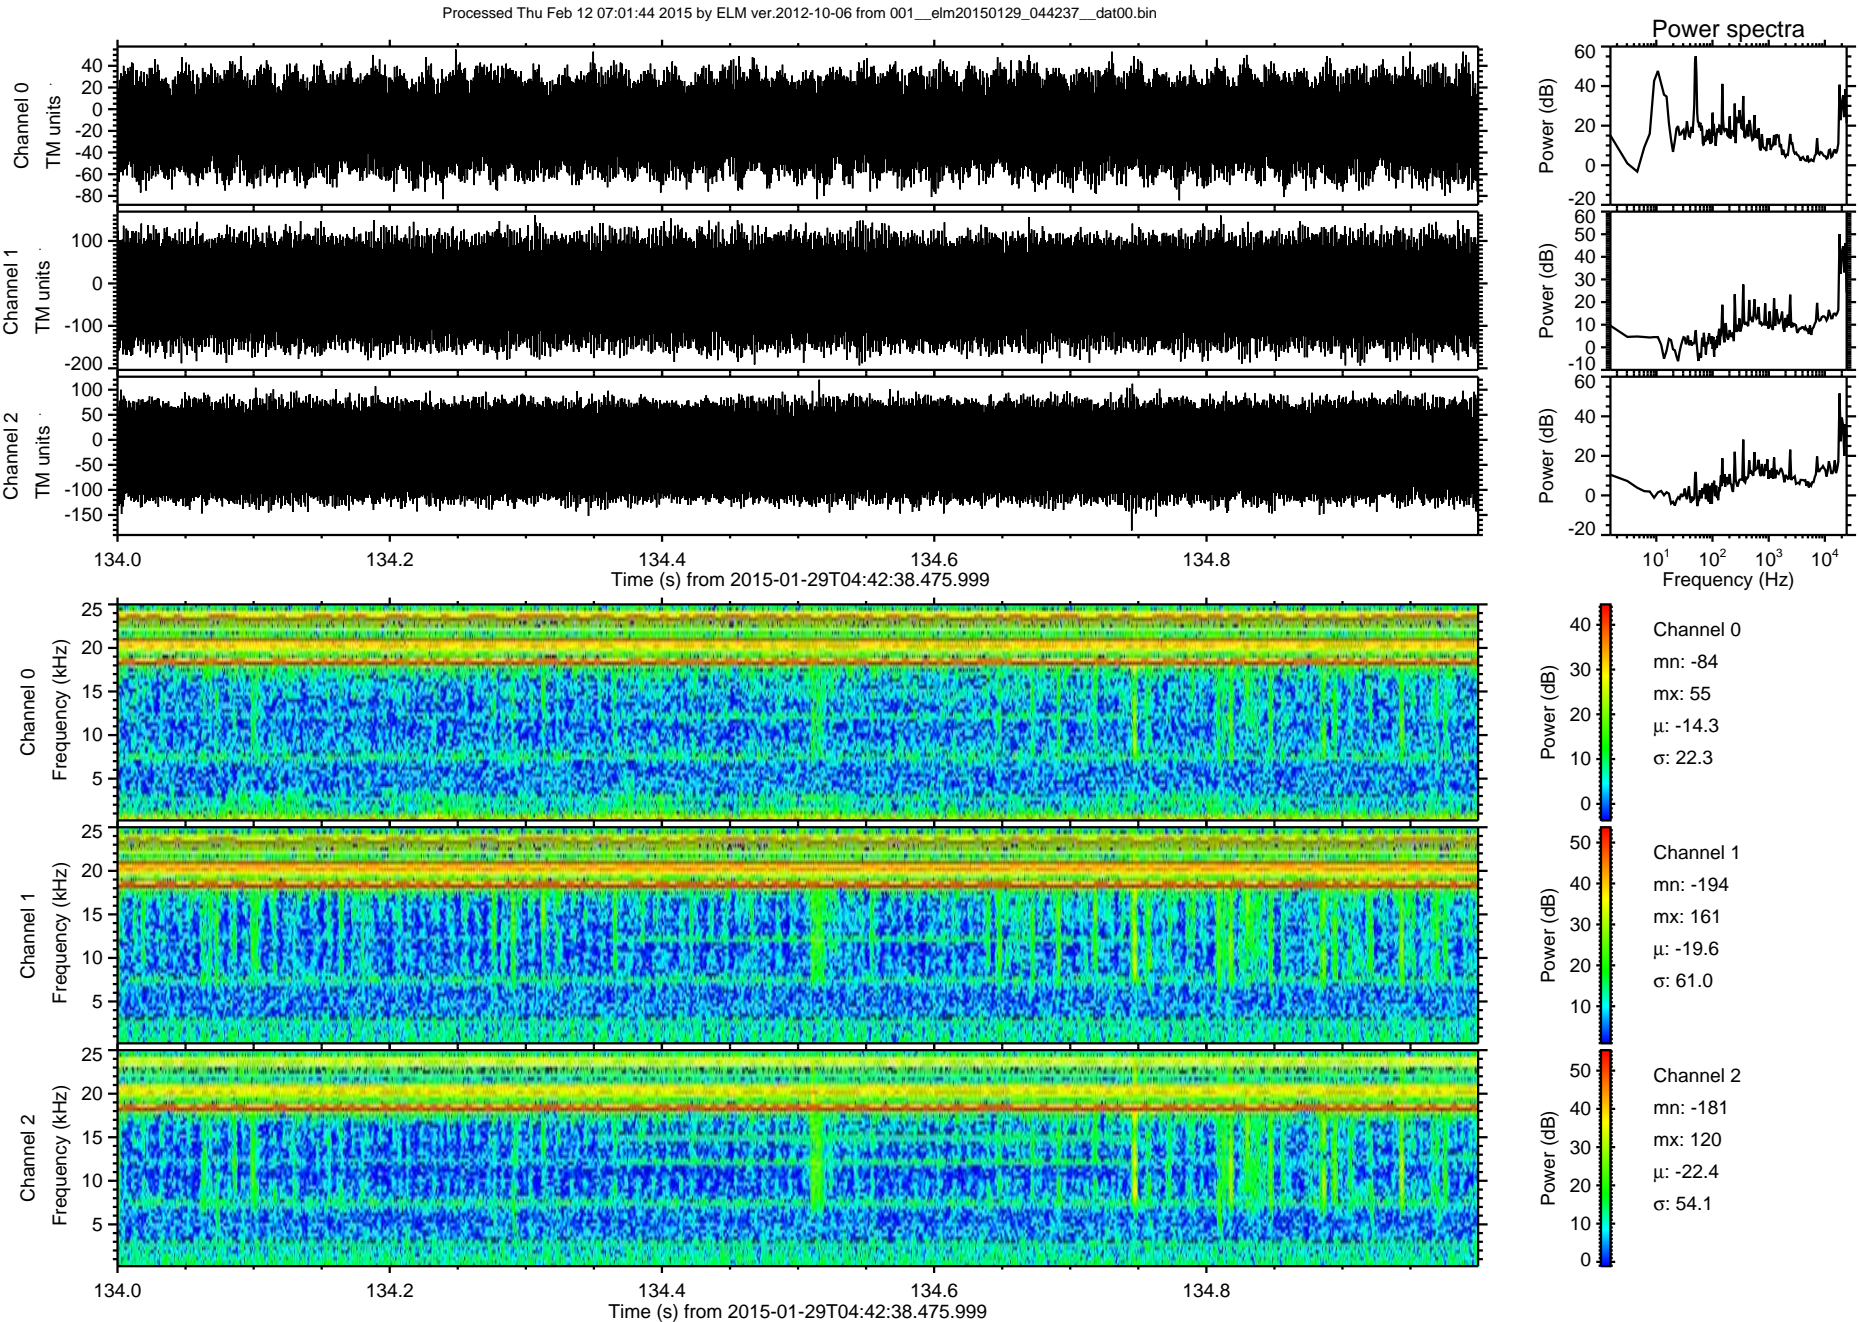 Processed Thu Feb 12 07:01:44 2015 by ELM ver.2012-10-06 from 001__elm20150129_044237__dat00.bin
Power spectra
Channel 0
TM units
40
20
0
-20
-40
-60
-80
Power (dB)
60
40
20
0
-20
Channel 1
TM units
100
0
-100
-200
Power (dB)
60
50
40
30
20
10
0
-10
Channel 2
TM units
100
50
0
-50
-100
-150
Power (dB)
60
40
20
0
-20
134.0 134.2 134.4 134.6 134.8
Time (s) from 2015-01-29T04:42:38.475.999
10¹ 10² 10³ 10⁴
Frequency (Hz)
Channel 0
Frequency (kHz)
25
20
15
10
5
Power (dB)
40
30
20
10
0
Channel 0
mn: -84
mx: 55
μ: -14.3
σ: 22.3
Channel 1
Frequency (kHz)
25
20
15
10
5
Power (dB)
50
40
30
20
10
Channel 1
mn: -194
mx: 161
μ: -19.6
σ: 61.0
Channel 2
Frequency (kHz)
25
20
15
10
5
Power (dB)
50
40
30
20
10
0
Channel 2
mn: -181
mx: 120
μ: -22.4
σ: 54.1
134.0 134.2 134.4 134.6 134.8
Time (s) from 2015-01-29T04:42:38.475.999